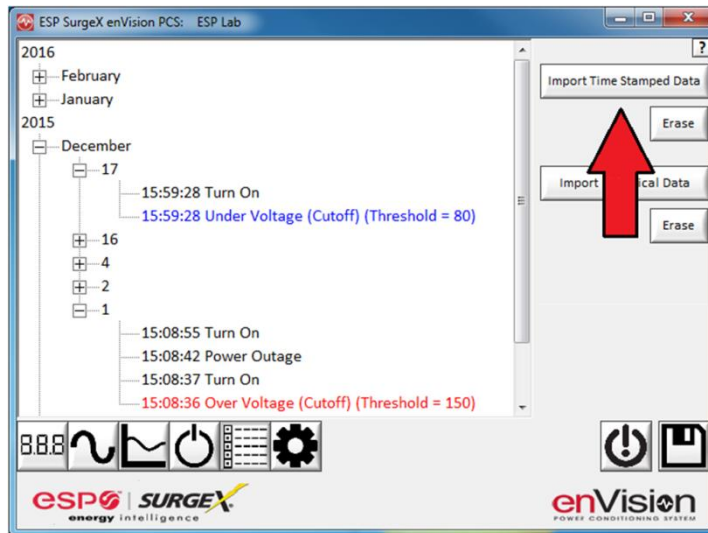 ESP SurgeX enVision PCS: ESP Lab
?
2016
February
January
2015
December
17
15:59:28 Turn On
15:59:28 Under Voltage (Cutoff) (Threshold = 80)
16
4
2
1
15:08:55 Turn On
15:08:42 Power Outage
15:08:37 Turn On
15:08:36 Over Voltage (Cutoff) (Threshold = 150)
Import Time Stamped Data
Erase
Import ical Data
Erase
8.8.8
esp | SURGEX.
energy intelligence
enVision
POWER CONDITIONING SYSTEM